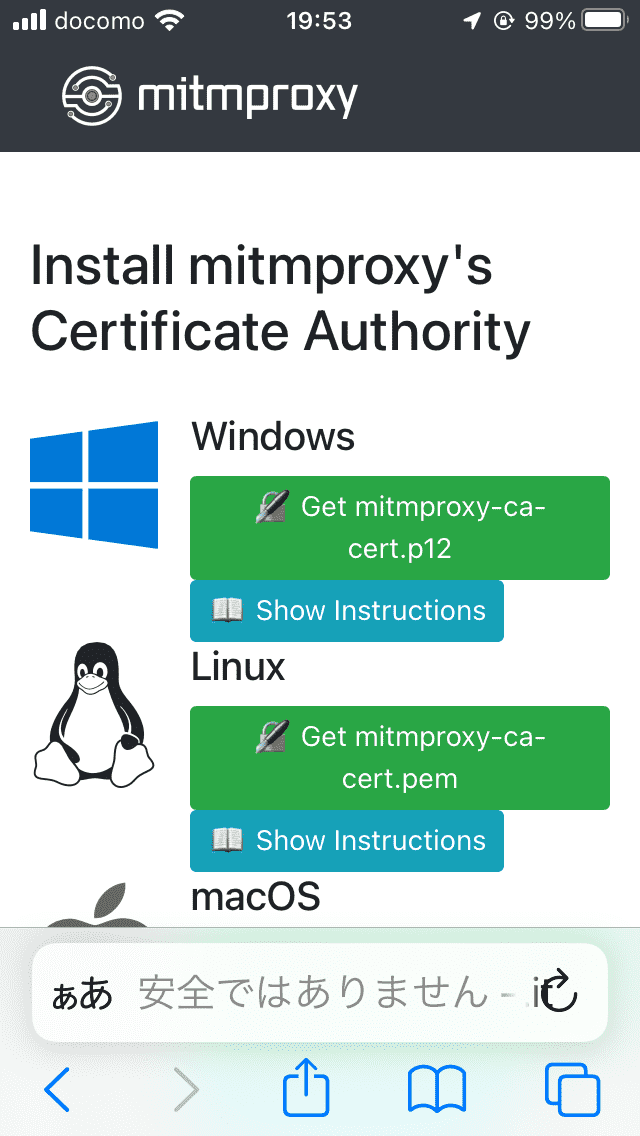 docomo 19:53 99%
mitmproxy
Install mitmproxy's
Certificate Authority
Windows
Get mitmproxy-ca-
cert.p12
Show Instructions
Linux
Get mitmproxy-ca-
cert.pem
Show Instructions
macOS
ぁあ 安全ではありません - .it